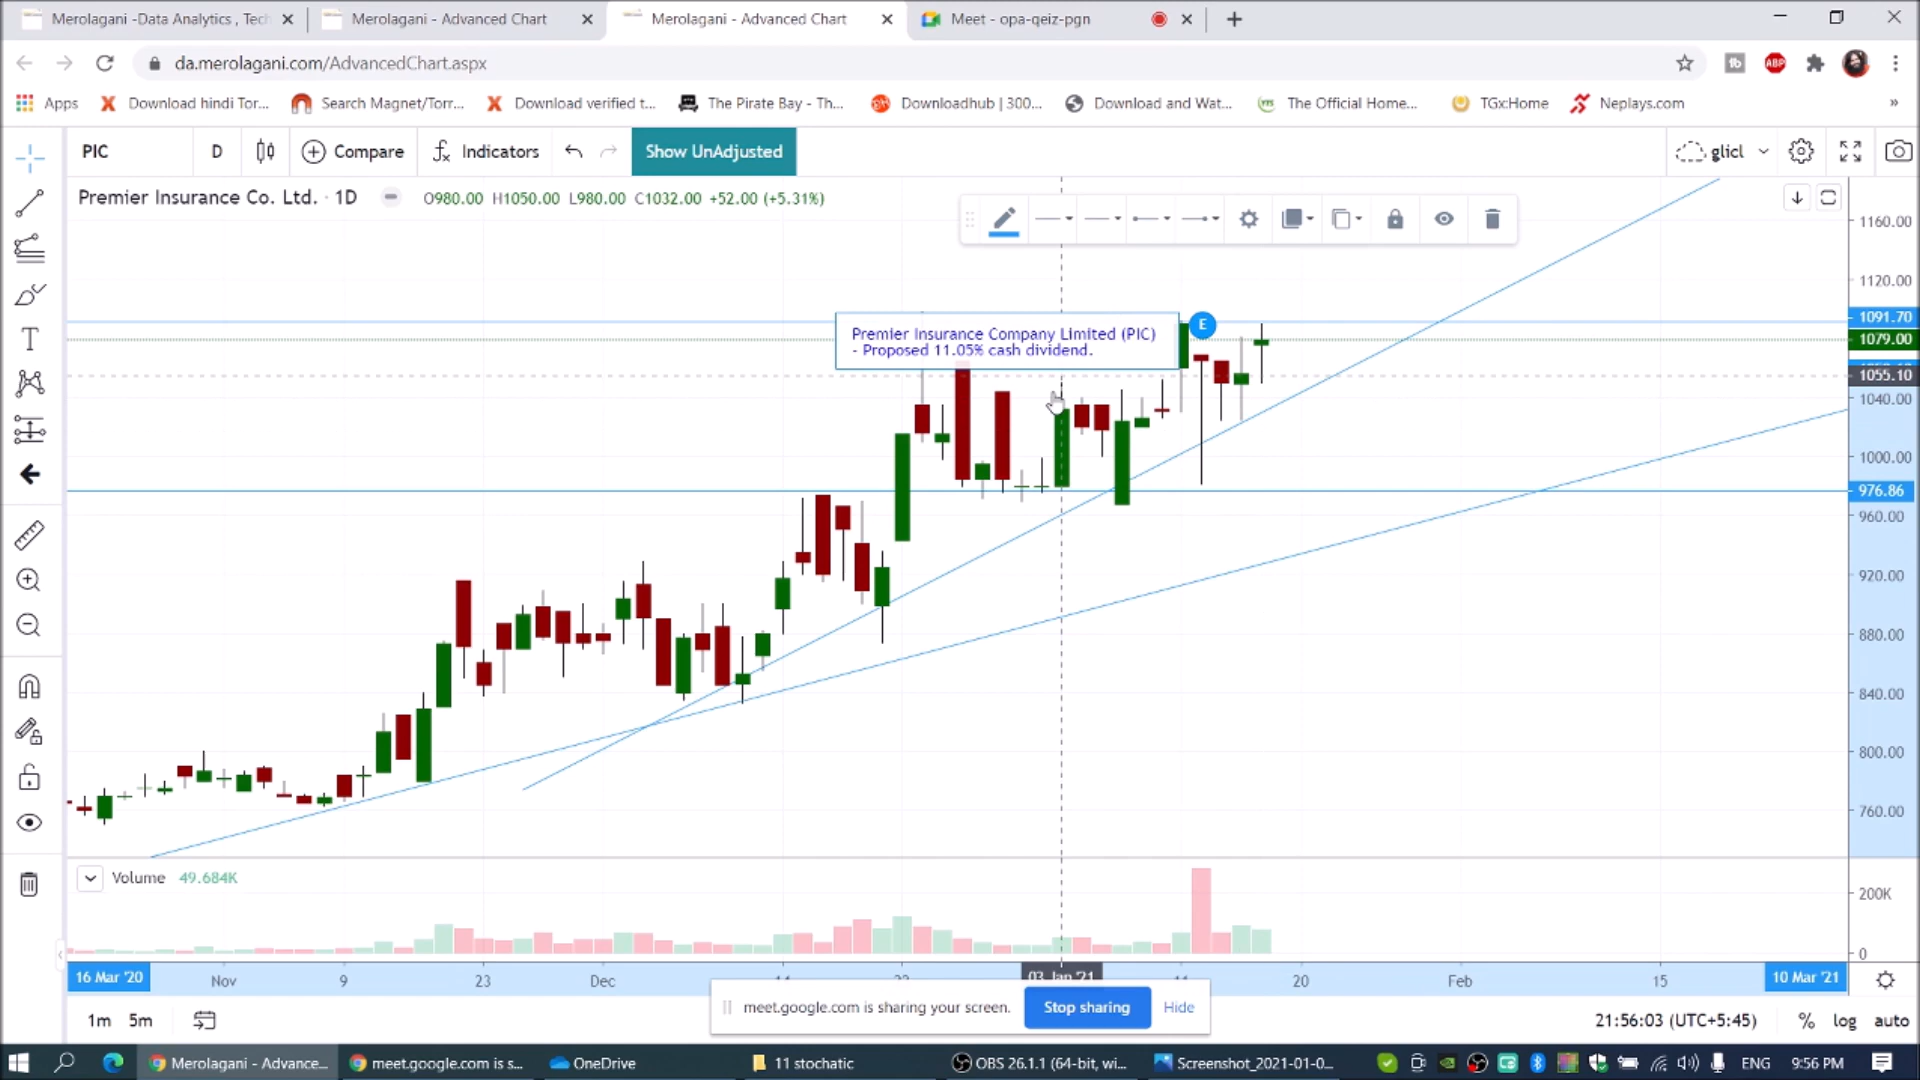 Merolagani -Data Analytics , Tech
Merolagani - Advanced Chart
Merolagani - Advanced Chart
Meet - opa-qeiz-pgn
da.merolagani.com/AdvancedChart.aspx
Apps
Download hindi Tor...
Search Magnet/Torr...
Download verified t...
The Pirate Bay - Th...
Downloadhub | 300...
Download and Wat...
The Official Home...
TGx:Home
Neplays.com
»
PIC
D
Compare
Indicators
Show UnAdjusted
glicl
Premier Insurance Co. Ltd. · 1D
O980.00 H1050.00 L980.00 C1032.00 +52.00 (+5.31%)
Premier Insurance Company Limited (PIC)
- Proposed 11.05% cash dividend.
E
1160.00
1120.00
1091.70
1079.00
1055.10
1040.00
1000.00
976.86
960.00
920.00
880.00
840.00
800.00
760.00
Volume 49.684K
200K
0
16 Mar '20
Nov
9
23
Dec
03 Jan '21
20
Feb
15
10 Mar '21
meet.google.com is sharing your screen.
Stop sharing
Hide
1m
5m
21:56:03 (UTC+5:45)
%
log
auto
Merolagani - Advance...
meet.google.com is s...
OneDrive
11 stochatic
OBS 26.1.1 (64-bit, wi...
Screenshot_2021-01-0...
ENG
9:56 PM